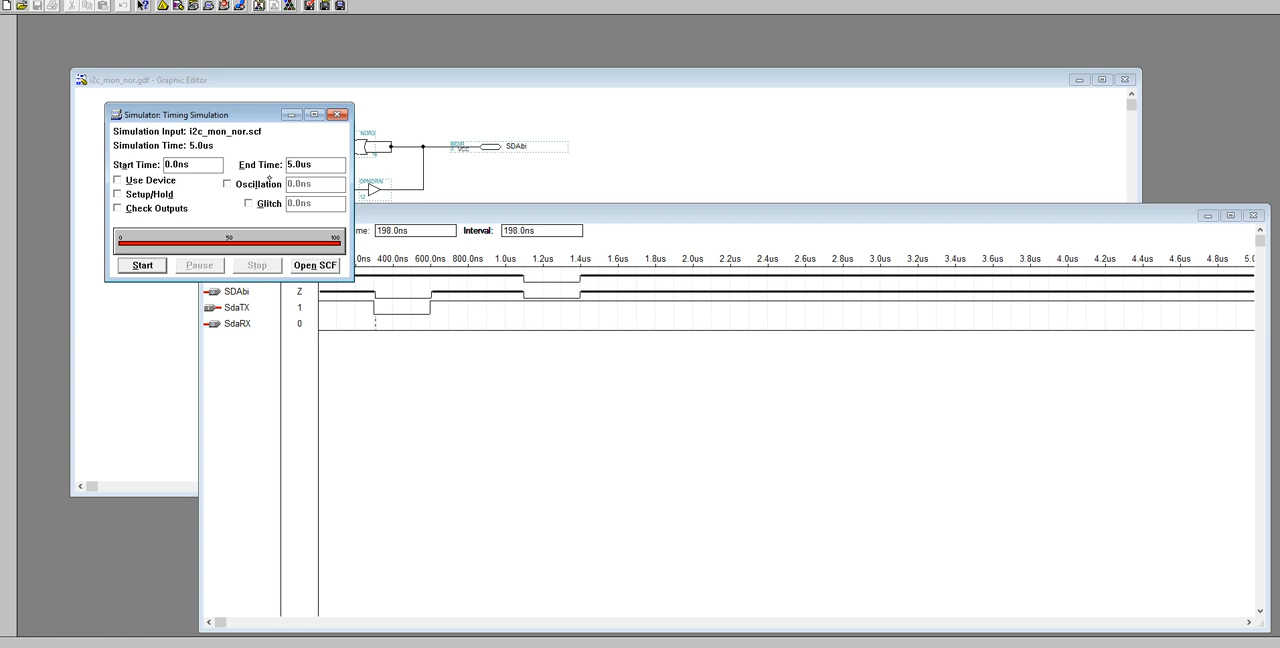 i2c_mon_nor.gdf - Graphic Editor
Simulator: Timing Simulation
Simulation Input: i2c_mon_nor.scf
Simulation Time: 5.0us
Start Time: 0.0ns End Time: 5.0us
Use Device Oscillation 0.0ns
Setup/Hold
Check Outputs Glitch 0.0ns
0 50 100
Start Pause Stop Open SCF
SDAbi
VCC
me: 198.0ns Interval: 198.0ns
.0ns 400.0ns 600.0ns 800.0ns 1.0us 1.2us 1.4us 1.6us 1.8us 2.0us 2.2us 2.4us 2.6us 2.8us 3.0us 3.2us 3.4us 3.6us 3.8us 4.0us 4.2us 4.4us 4.6us 4.8us 5.0
SDAbi Z
SdaTX 1
SdaRX 0